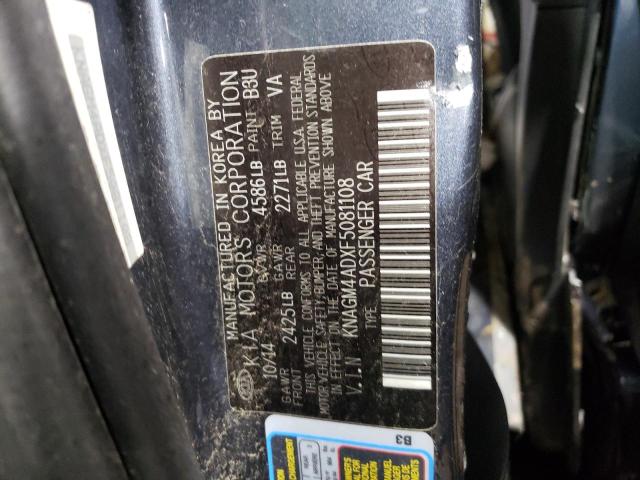 MANUFACTURED IN KOREA BY
KIA MOTORS CORPORATION
10/44 GVWR 4586LB PAINT B3U
GAWR FRONT 2425LB GAWR REAR 2271LB TRIM VA
THIS VEHICLE CONFORMS TO ALL APPLICABLE U.S.A FEDERAL
MOTOR VEHICLE SAFETY, BUMPER, AND THEFT PREVENTION STANDARDS
IN EFFECT ON THE DATE OF MANUFACTURE SHOWN ABOVE
V.I.N KNAGM4ADXF5081108
TYPE: PASSENGER CAR
B3